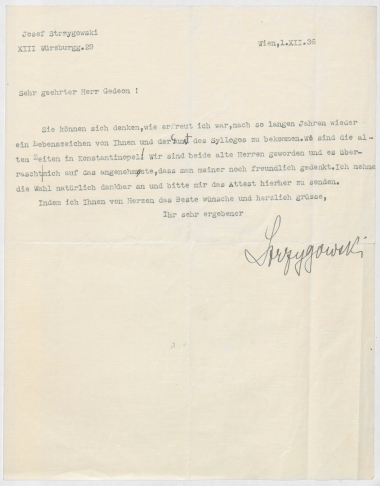 Josef Strzygowski
XIII Würzburgg.29
Wien,1.XII.36
Sehr geehrter Herr Gedeon !
Sie können sich denken,wie erfreut ich war,nach so langen Jahren wieder
ein Lebenszeichen von Ihnen und der des Sylloges zu bekommen.Wo sind die al-
ten Zeiten in Konstantinopel! Wir sind beide alte Herren geworden und es über-
raschtmich auf das angenehmste,dass man meiner noch freundlich gedenkt.Ich nehme
die Wahl natürlich dankbar an und bitte mir das Attest hierher zu senden.
Indem ich Ihnen von Herzen das Beste wünsche und herzlich grüsse,
Ihr sehr ergebener
Strzygowski